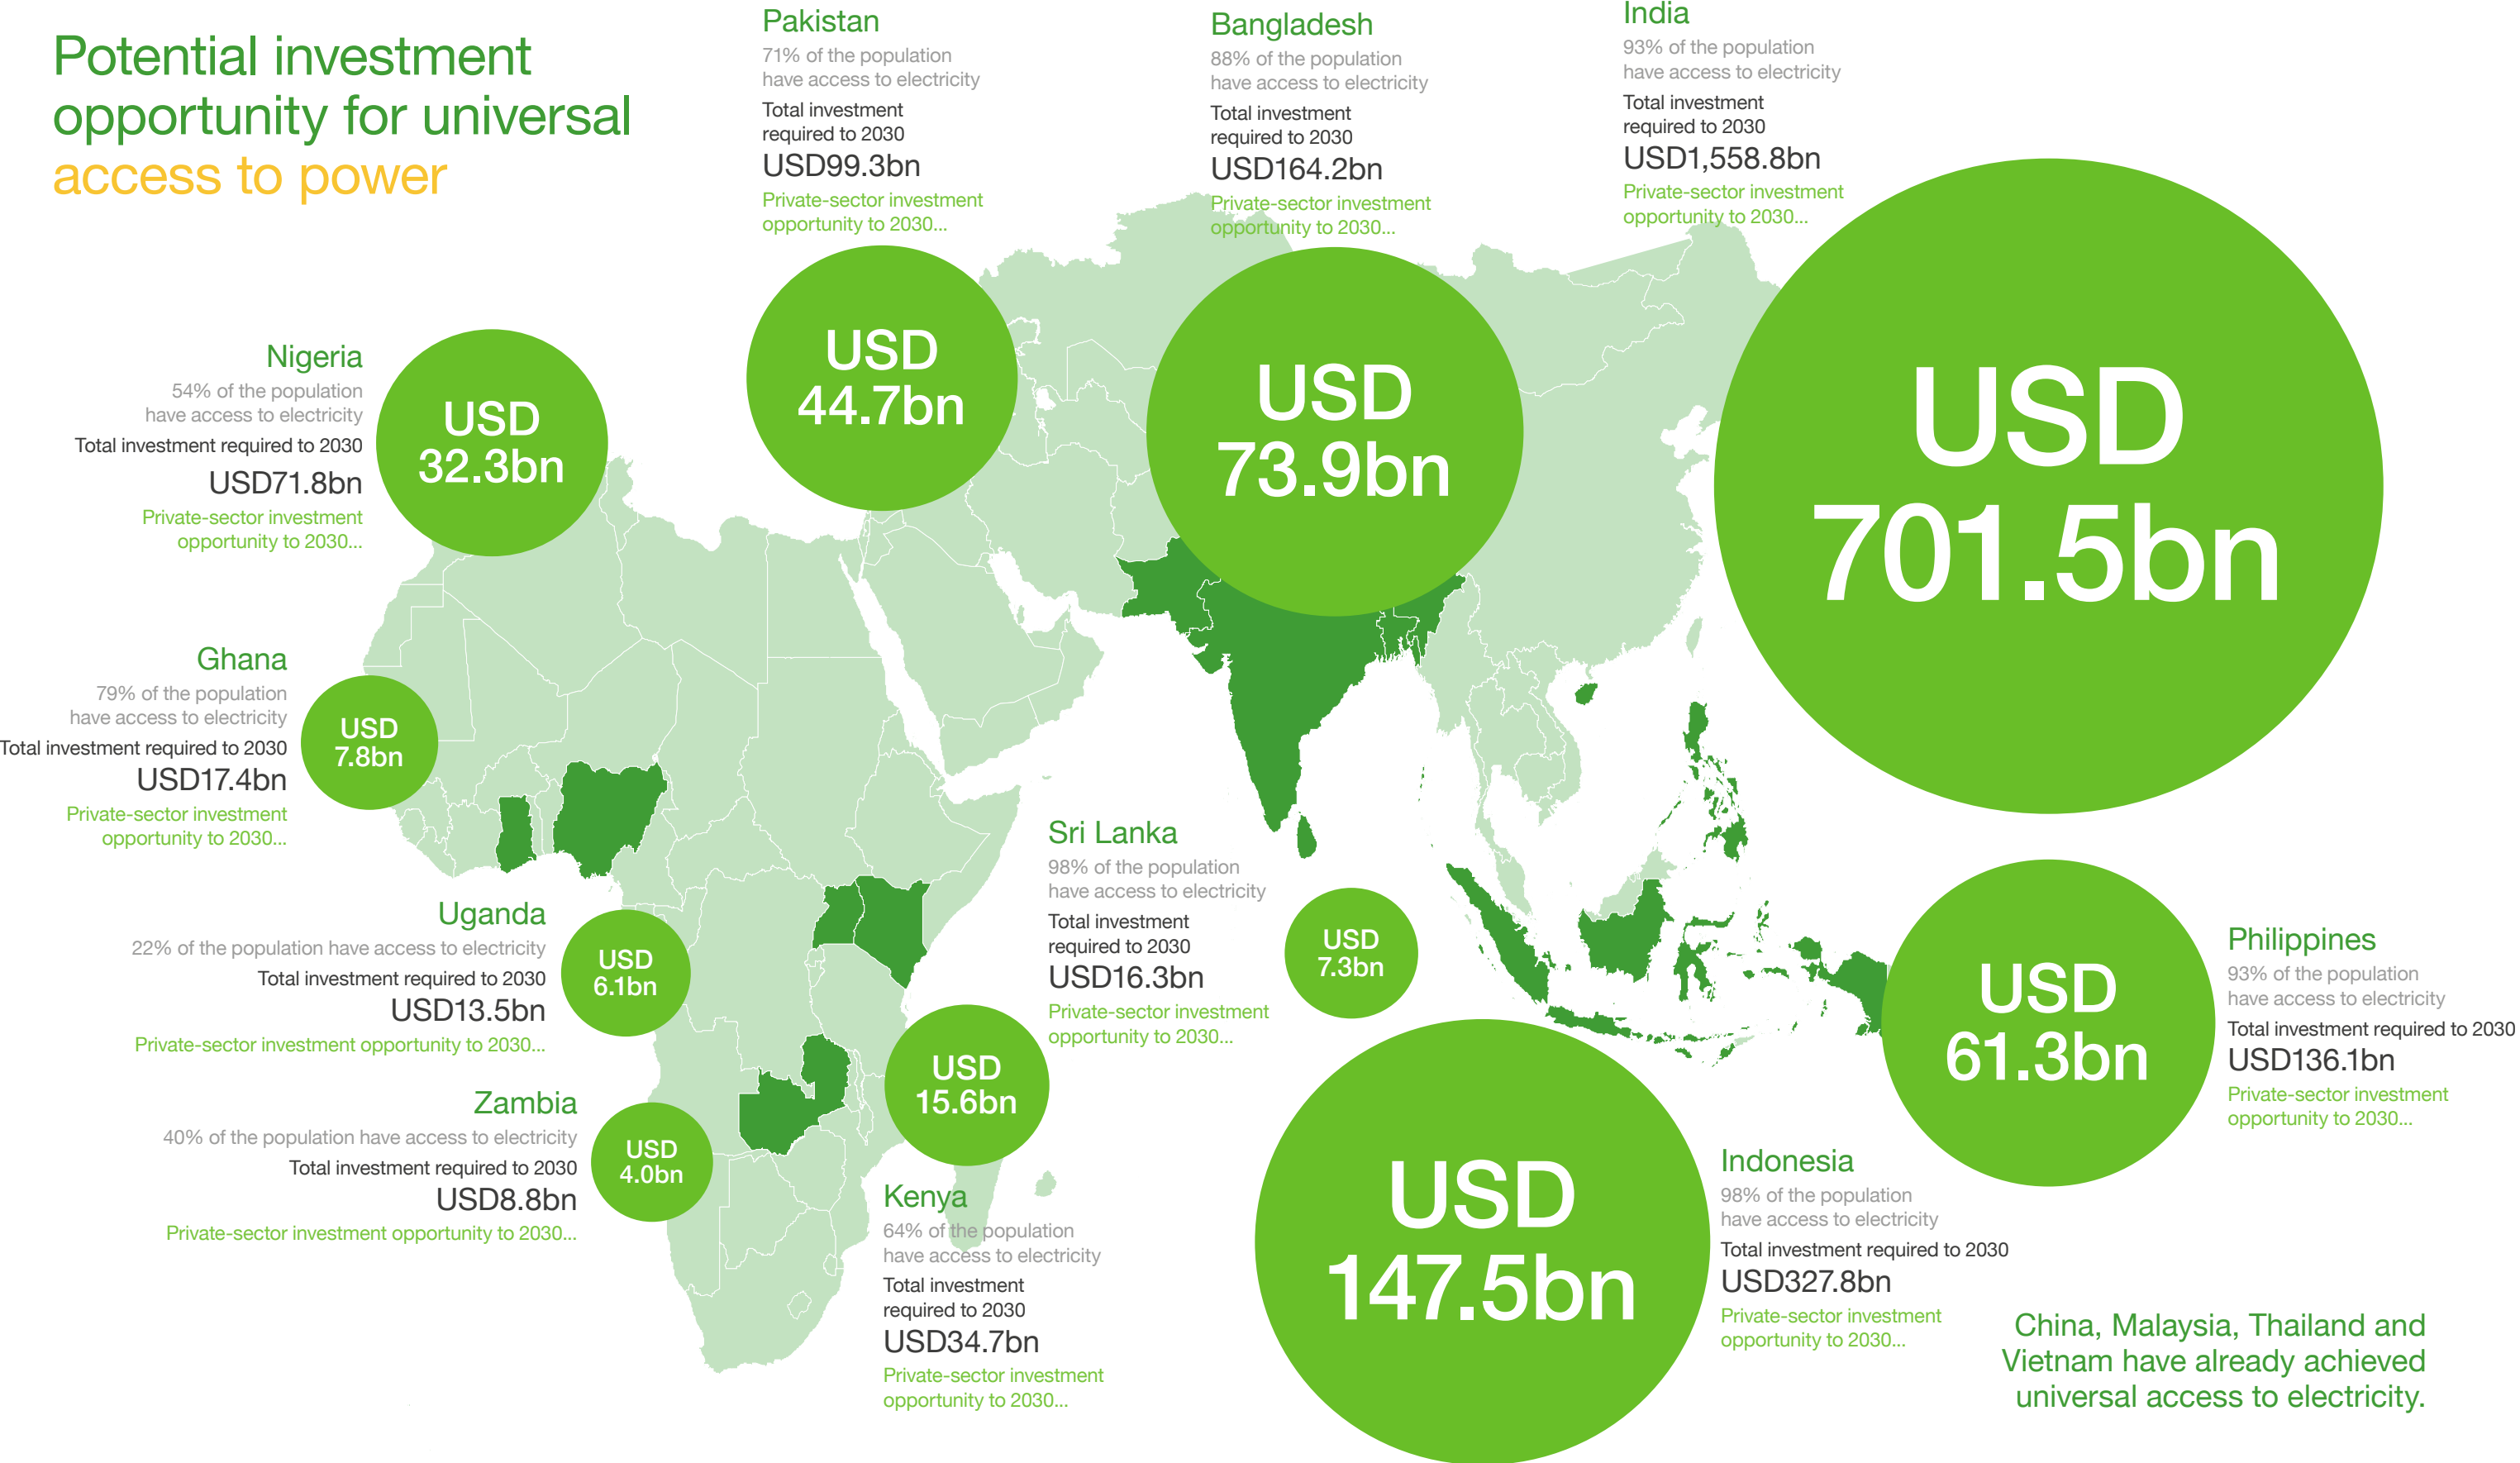 Potential investment
opportunity for universal
access to power
Pakistan
71% of the population
have access to electricity
Total investment
required to 2030
USD99.3bn
Private-sector investment
opportunity to 2030...
USD
44.7bn
Bangladesh
88% of the population
have access to electricity
Total investment
required to 2030
USD164.2bn
Private-sector investment
opportunity to 2030...
USD
73.9bn
India
93% of the population
have access to electricity
Total investment
required to 2030
USD1,558.8bn
Private-sector investment
opportunity to 2030...
USD
701.5bn
Nigeria
54% of the population
have access to electricity
Total investment required to 2030
USD71.8bn
Private-sector investment
opportunity to 2030...
USD
32.3bn
Ghana
79% of the population
have access to electricity
Total investment required to 2030
USD17.4bn
Private-sector investment
opportunity to 2030...
USD
7.8bn
Uganda
22% of the population have access to electricity
Total investment required to 2030
USD13.5bn
Private-sector investment opportunity to 2030...
USD
6.1bn
Zambia
40% of the population have access to electricity
Total investment required to 2030
USD8.8bn
Private-sector investment opportunity to 2030...
USD
4.0bn
USD
15.6bn
Kenya
64% of the population
have access to electricity
Total investment
required to 2030
USD34.7bn
Private-sector investment
opportunity to 2030...
Sri Lanka
98% of the population
have access to electricity
Total investment
required to 2030
USD16.3bn
Private-sector investment
opportunity to 2030...
USD
7.3bn
USD
147.5bn
Indonesia
98% of the population
have access to electricity
Total investment required to 2030
USD327.8bn
Private-sector investment
opportunity to 2030...
USD
61.3bn
Philippines
93% of the population
have access to electricity
Total investment required to 2030
USD136.1bn
Private-sector investment
opportunity to 2030...
China, Malaysia, Thailand and
Vietnam have already achieved
universal access to electricity.